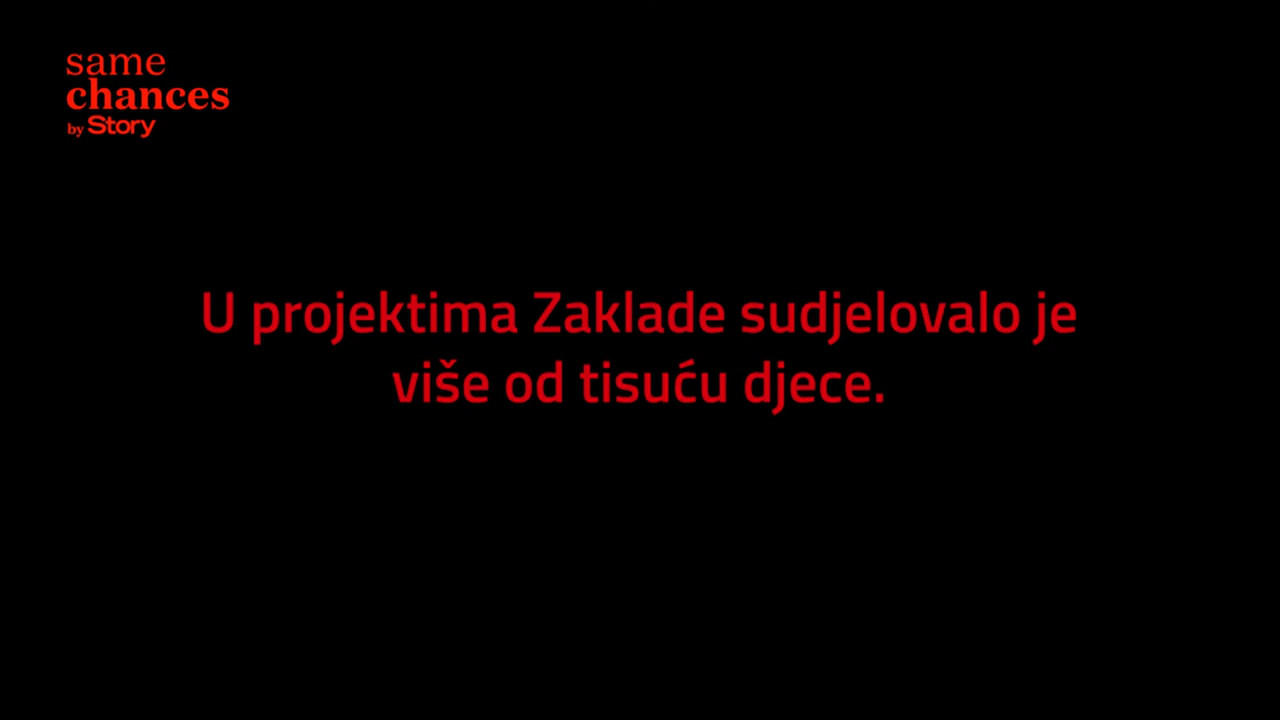 same
chances
by Story
U projektima Zaklade sudjelovalo je
više od tisuću djece.